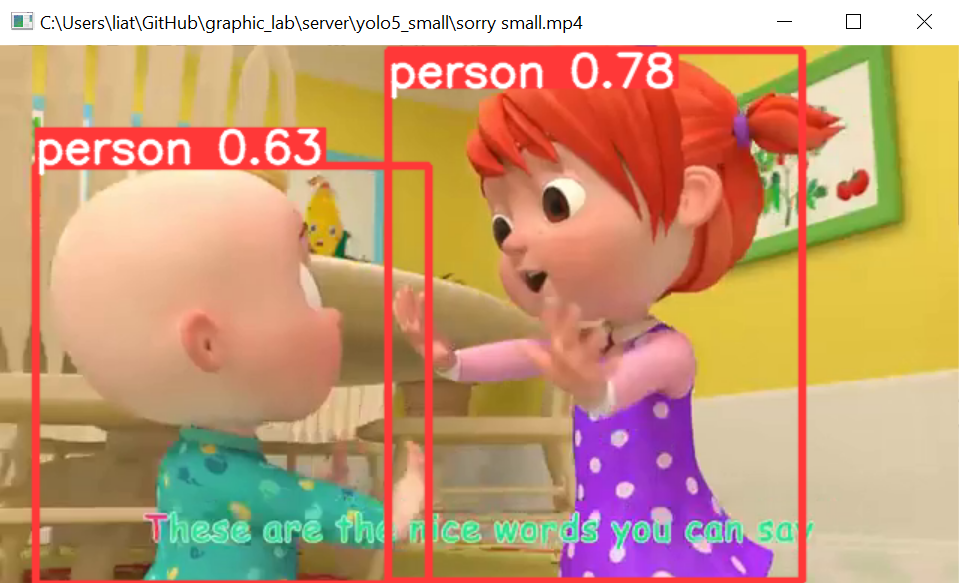 C:\Users\liat\GitHub\graphic_lab\server\yolo5_small\sorry small.mp4
person 0.78
person 0.63
These are the nice words you can say